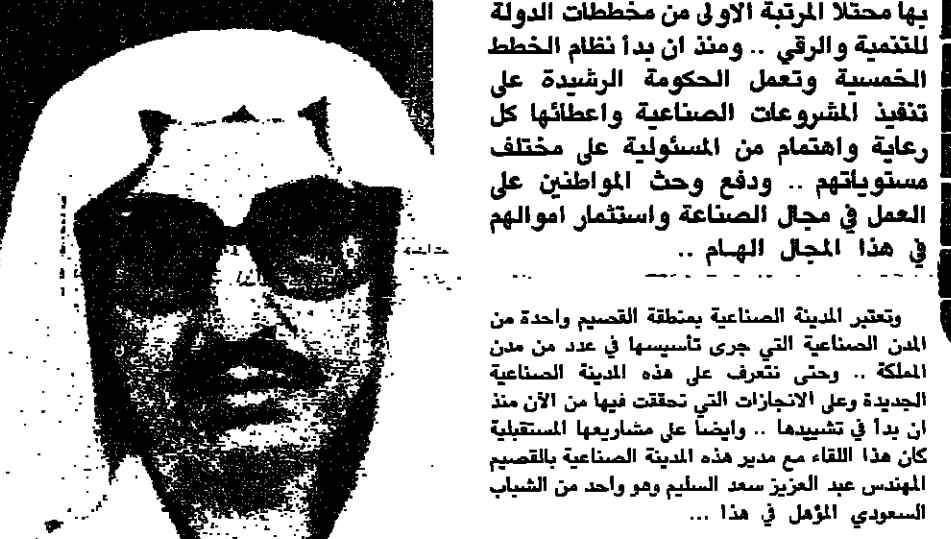 بها محتلا المرتبة الاولى من مخططات الدولة
للتنمية والرقي .. ومنذ ان بدأ نظام الخطط
الخمسية وتعمل الحكومة الرشيدة على
تنفيذ المشروعات الصناعية واعطائها كل
رعاية واهتمام من المسئولية على مختلف
مستوياتهم .. ودفع وحث المواطنين على
العمل في مجال الصناعة واستثمار اموالهم
في هذا المجال الهام ..
وتعتبر المدينة الصناعية بمنطقة القصيم واحدة من
المدن الصناعية التي جرى تأسيسها في عدد من مدن
المملكة .. وحتى نتعرف على هذه المدينة الصناعية
الجديدة وعلى الانجازات التي تحققت فيها من الآن منذ
ان بدأ في تشييدها .. وايضا على مشاريعها المستقبلية
كان هذا اللقاء مع مدير هذه المدينة الصناعية بالقصيم
المهندس عبد العزيز سعد السليم وهو واحد من الشباب
السعودي المؤهل في هذا ...